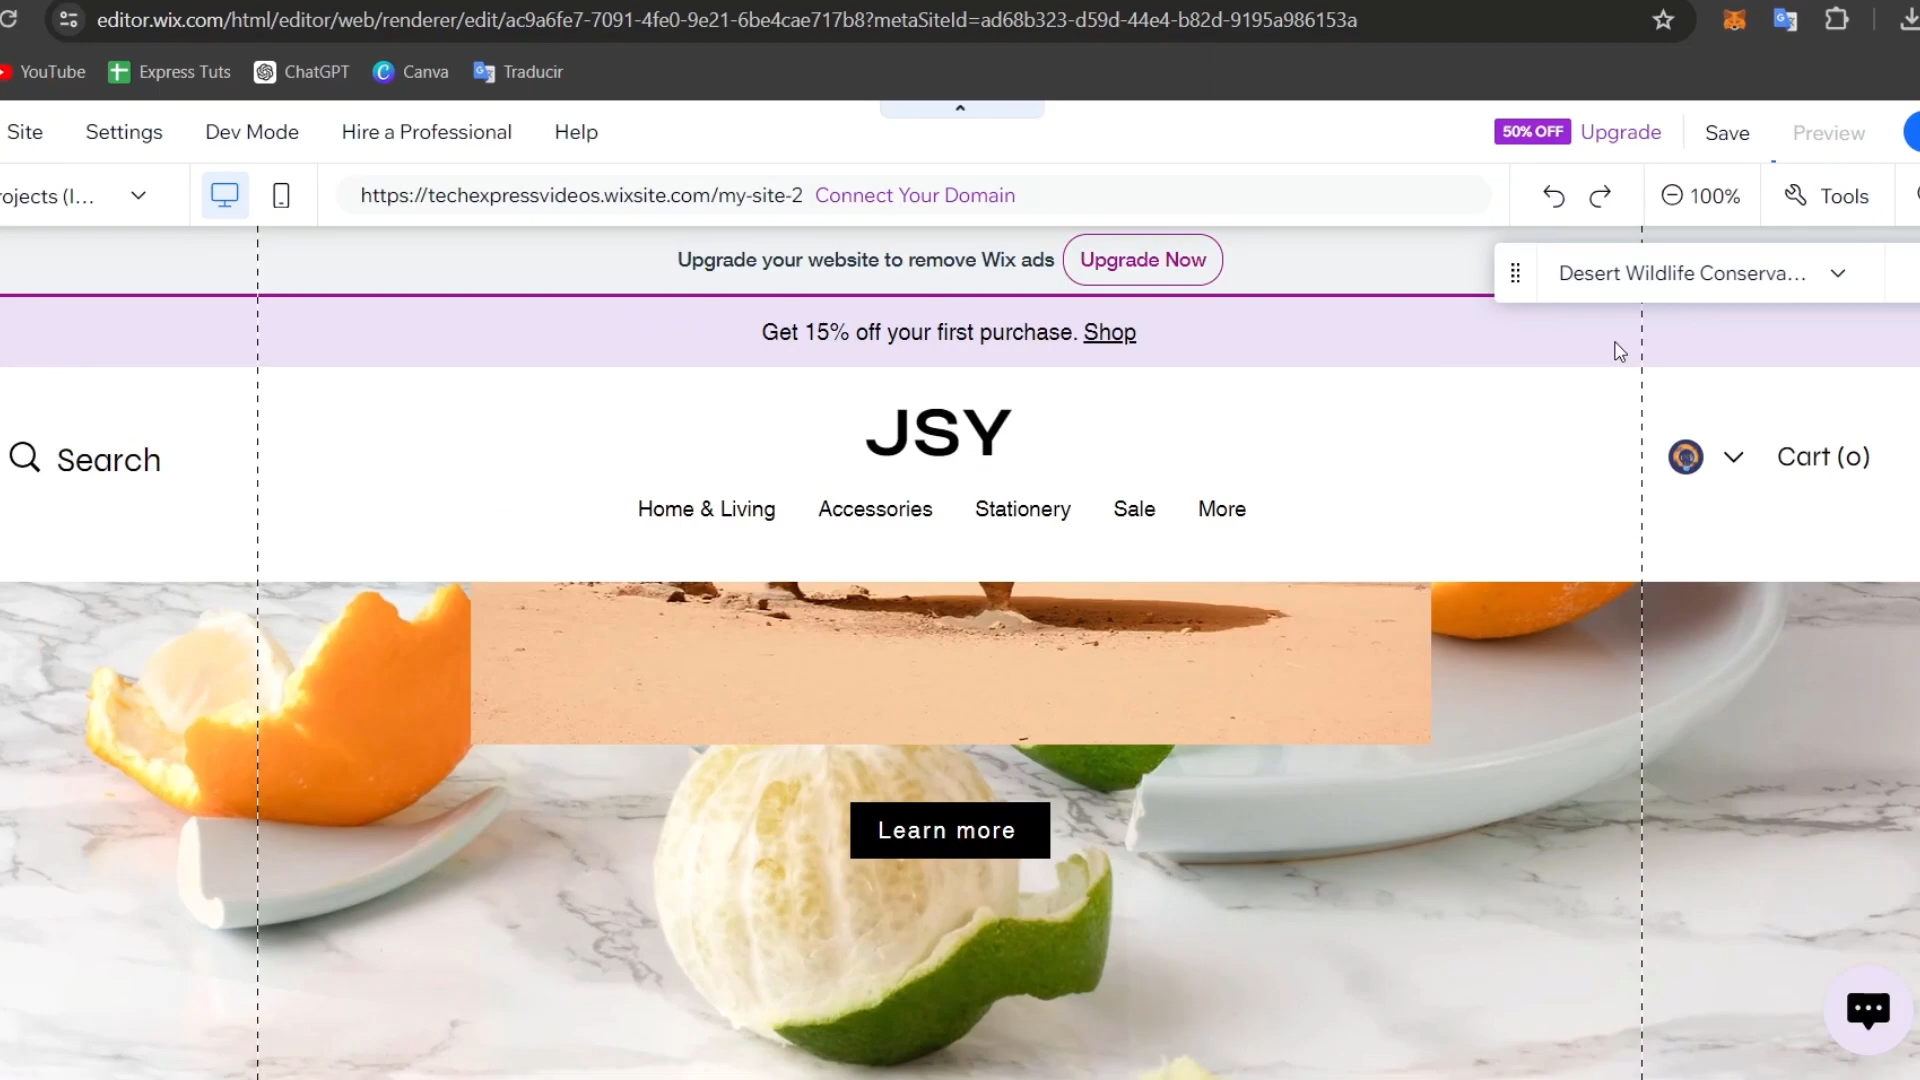 editor.wix.com/html/editor/web/renderer/edit/ac9a6fe7-7091-4fe0-9e21-6be4cae717b8?metaSiteId=ad68b323-d59d-44e4-b82d-9195a986153a
YouTube Express Tuts ChatGPT Canva Traducir
Site Settings Dev Mode Hire a Professional Help 50% OFF Upgrade Save Preview
rojects (I... https://techexpressvideos.wixsite.com/my-site-2 Connect Your Domain 100% Tools
Upgrade your website to remove Wix ads Upgrade Now
Desert Wildlife Conserva...
Get 15% off your first purchase. Shop
JSY
Search Cart (0)
Home & Living Accessories Stationery Sale More
Learn more